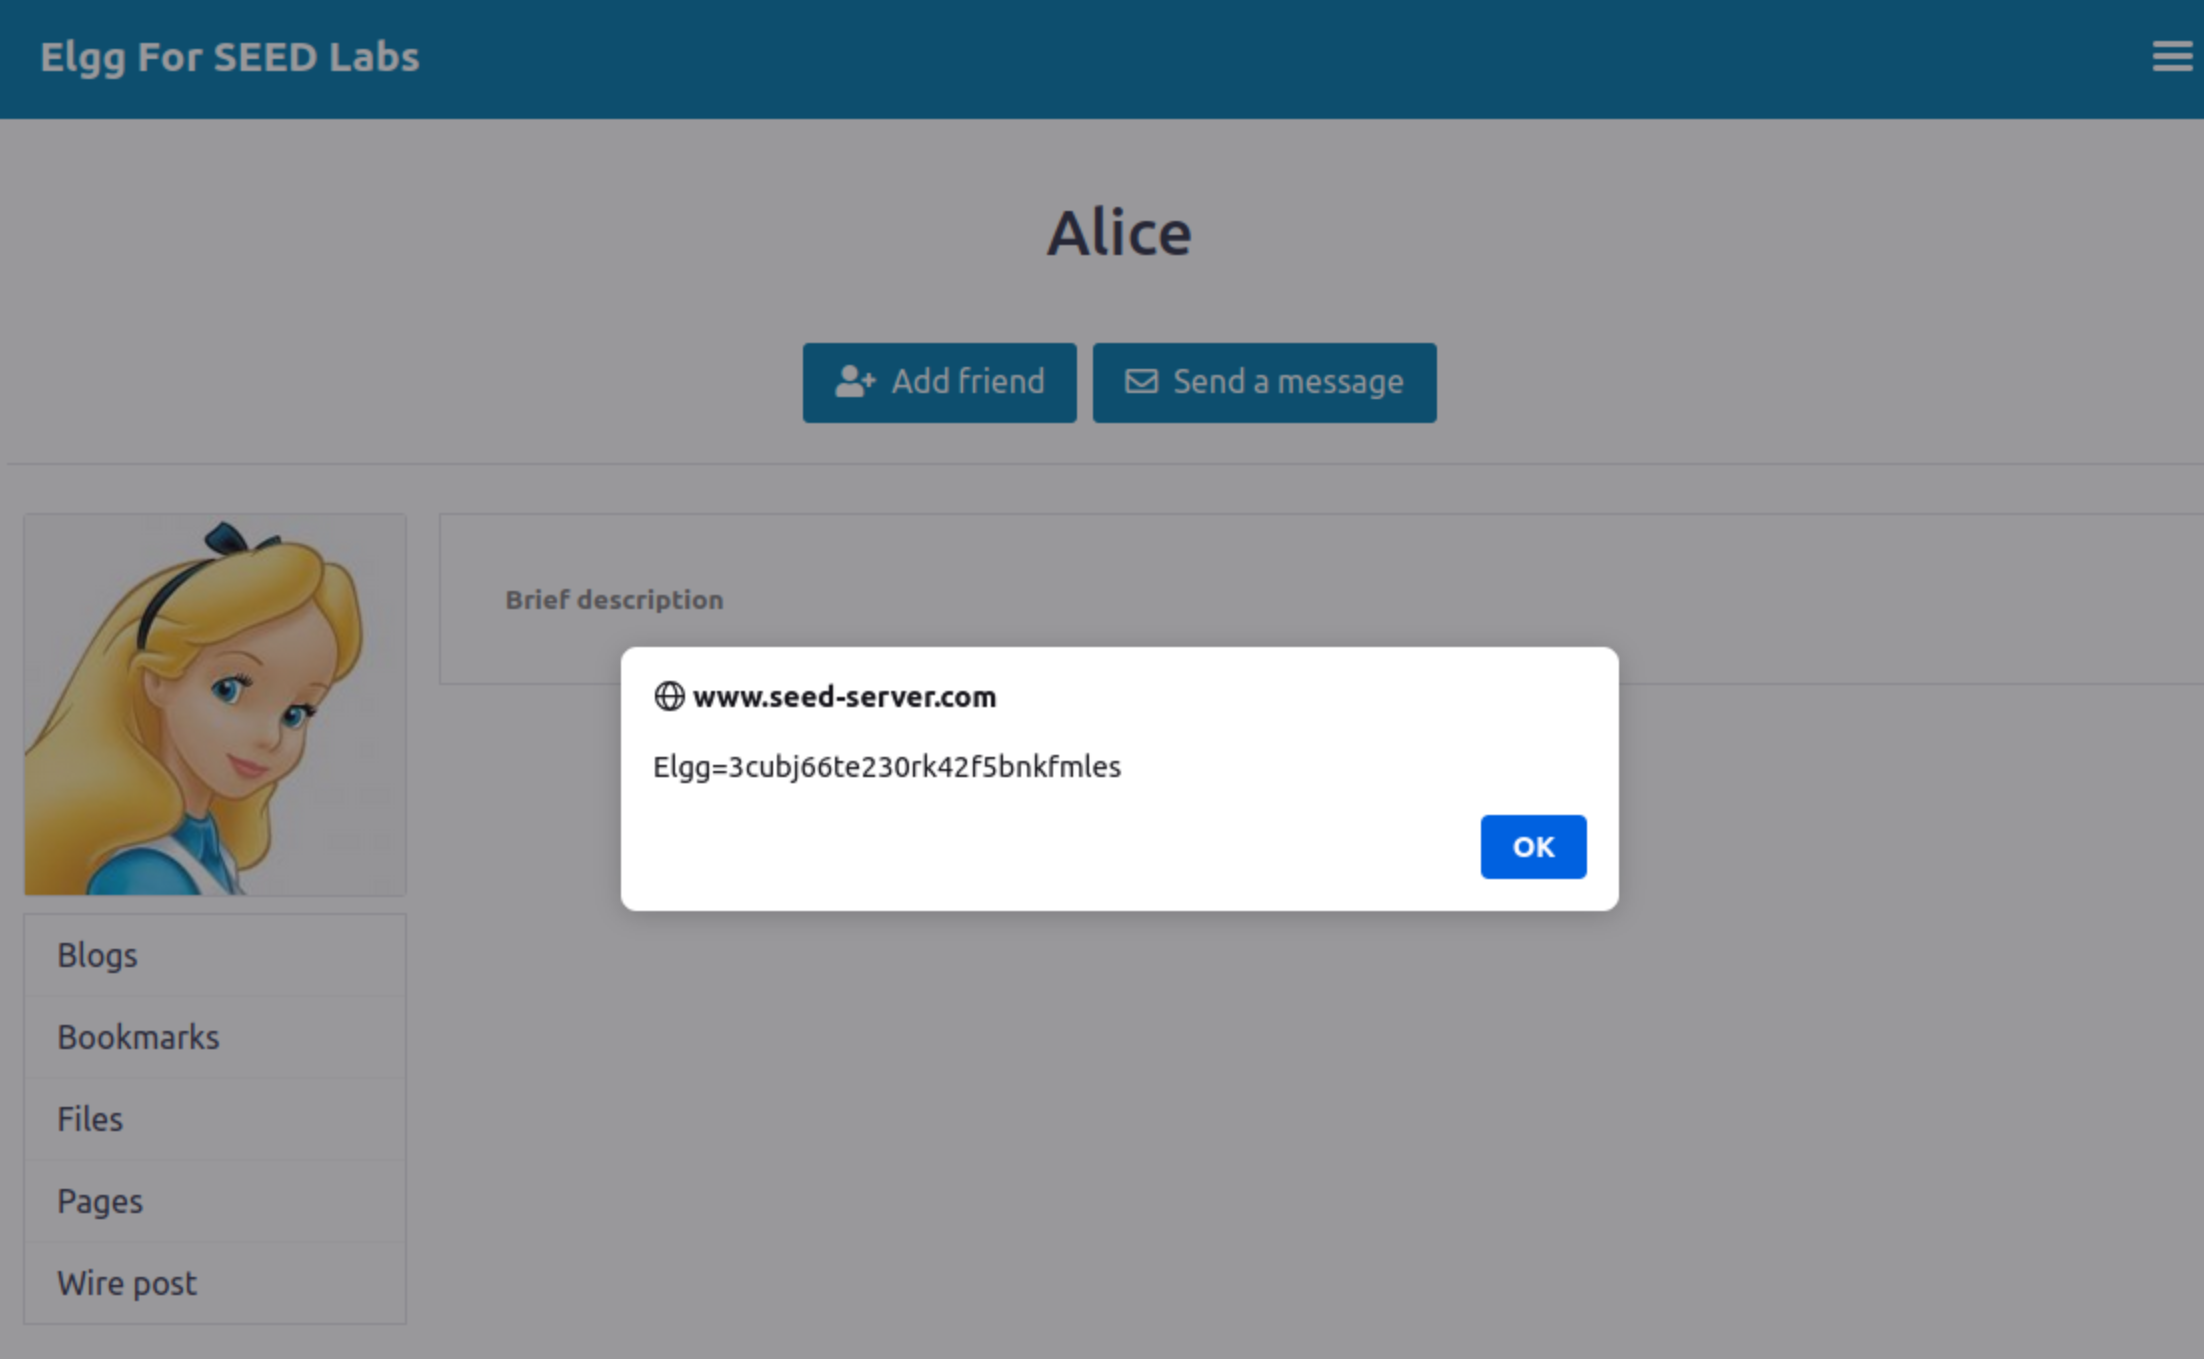 Elgg For SEED Labs
Alice
Add friend
Send a message
Brief description
www.seed-server.com
Elgg=3cubj66te230rk42f5bnkfmles
OK
Blogs
Bookmarks
Files
Pages
Wire post